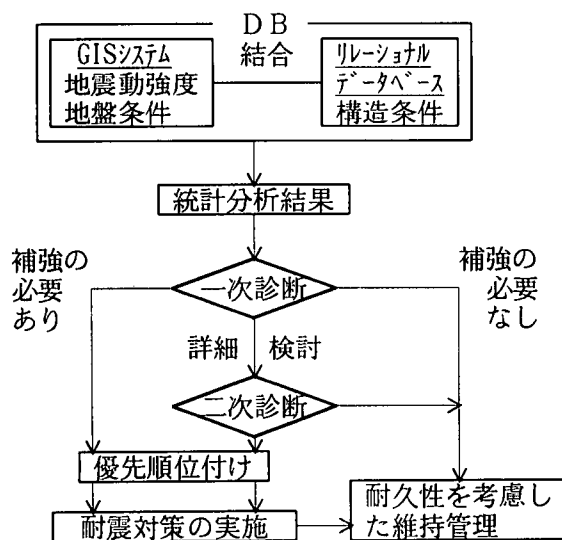 DB
結合
GISシステム
地震動強度
地盤条件
リレーショナル
データベース
構造条件
統計分析結果
補強の
必要
あり
一次診断
補強の
必要
なし
詳細 検討
二次診断
優先順位付け
耐震対策の実施
耐久性を考慮し
た維持管理